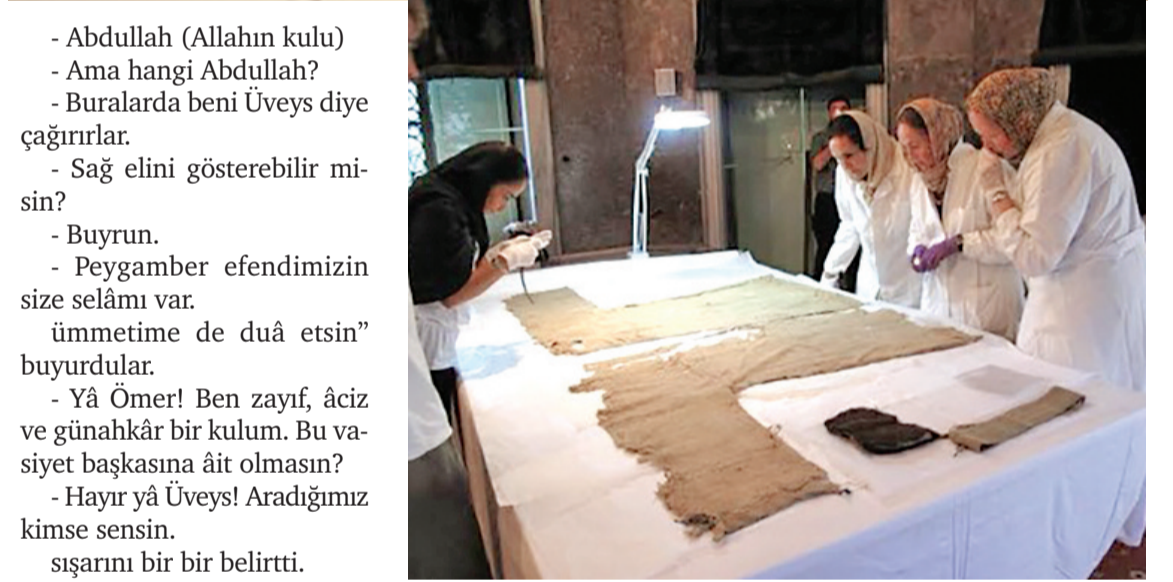 - Abdullah (Allahın kulu)
- Ama hangi Abdullah?
- Buralarda beni Üveys diye
çağırırlar.
- Sağ elini gösterebilir mi-
sin?
- Buyrun.
- Peygamber efendimizin
size selâmı var.
ümmetime de duâ etsin”
buyurdular.
- Yâ Ömer! Ben zayıf, âciz
ve günahkâr bir kulum. Bu va-
siyet başkasına âit olmasın?
- Hayır yâ Üveys! Aradığımız
kimse sensin.
sışarını bir bir belirtti.